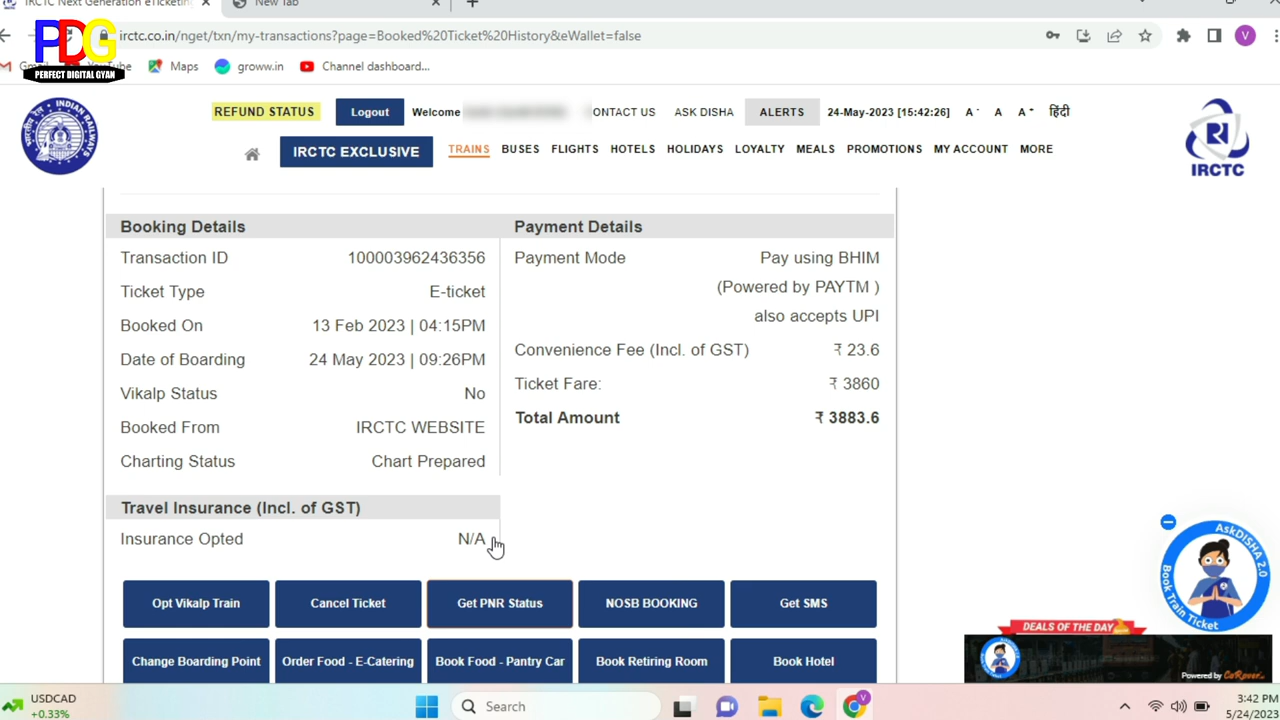 IRCTC Next Generation eTicketing
New Tab
PDG
PERFECT DIGITAL GYAN
irctc.co.in/nget/txn/my-transactions?page=Booked%20Ticket%20History&eWallet=false
Maps
groww.in
Channel dashboard...
REFUND STATUS
Logout
Welcome
ONTACT US
ASK DISHA
ALERTS
24-May-2023 [15:42:26]
A-
A
A+
हिंदी
INDIAN RAILWAYS
भारतीय रेल
IRCTC EXCLUSIVE
TRAINS BUSES FLIGHTS HOTELS HOLIDAYS LOYALTY MEALS PROMOTIONS MY ACCOUNT MORE
IRCTC
Booking Details
Transaction ID 100003962436356
Ticket Type E-ticket
Booked On 13 Feb 2023 | 04:15PM
Date of Boarding 24 May 2023 | 09:26PM
Vikalp Status No
Booked From IRCTC WEBSITE
Charting Status Chart Prepared
Payment Details
Payment Mode Pay using BHIM
(Powered by PAYTM )
also accepts UPI
Convenience Fee (Incl. of GST) ₹ 23.6
Ticket Fare: ₹ 3860
Total Amount ₹ 3883.6
Travel Insurance (Incl. of GST)
Insurance Opted N/A
Opt Vikalp Train
Cancel Ticket
Get PNR Status
NOSB BOOKING
Get SMS
Change Boarding Point
Order Food - E-Catering
Book Food - Pantry Car
Book Retiring Room
Book Hotel
AskDISHA 2.0
Book Train Ticket
DEALS OF THE DAY
Powered by CoRover
USDCAD
+0.33%
Search
3:42 PM
5/24/2023